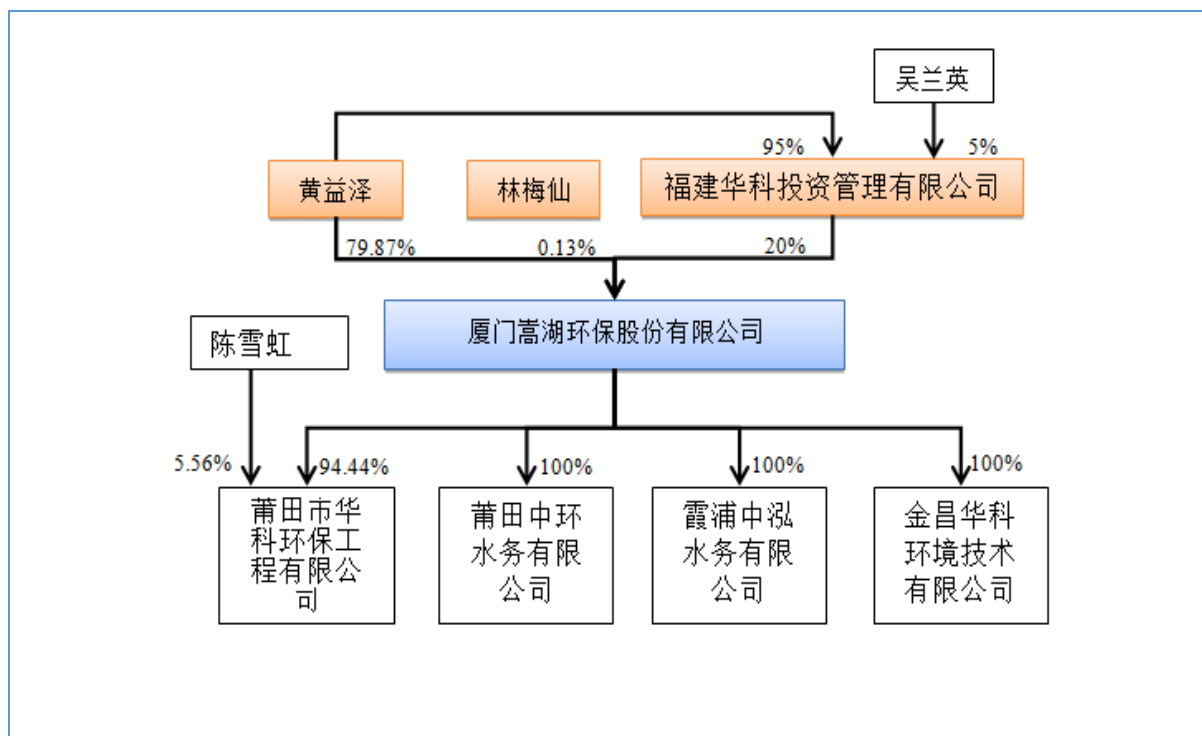 吴兰英
95%
5%
黄益泽
林梅仙
福建华科投资管理有限公司
79.87%
0.13%
20%
厦门嵩湖环保股份有限公司
陈雪虹
5.56%
94.44%
100%
100%
100%
莆田市华
科环保工
程有限公
司
莆田中环
水务有限
公司
霞浦中泓
水务有限
公司
金昌华科
环境技术
有限公司